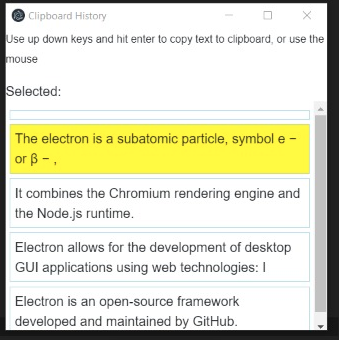 Clipboard History
Use up down keys and hit enter to copy text to clipboard, or use the
mouse
Selected:
The electron is a subatomic particle, symbol e −
or β − ,
It combines the Chromium rendering engine and
the Node.js runtime.
Electron allows for the development of desktop
GUI applications using web technologies: I
Electron is an open-source framework
developed and maintained by GitHub.